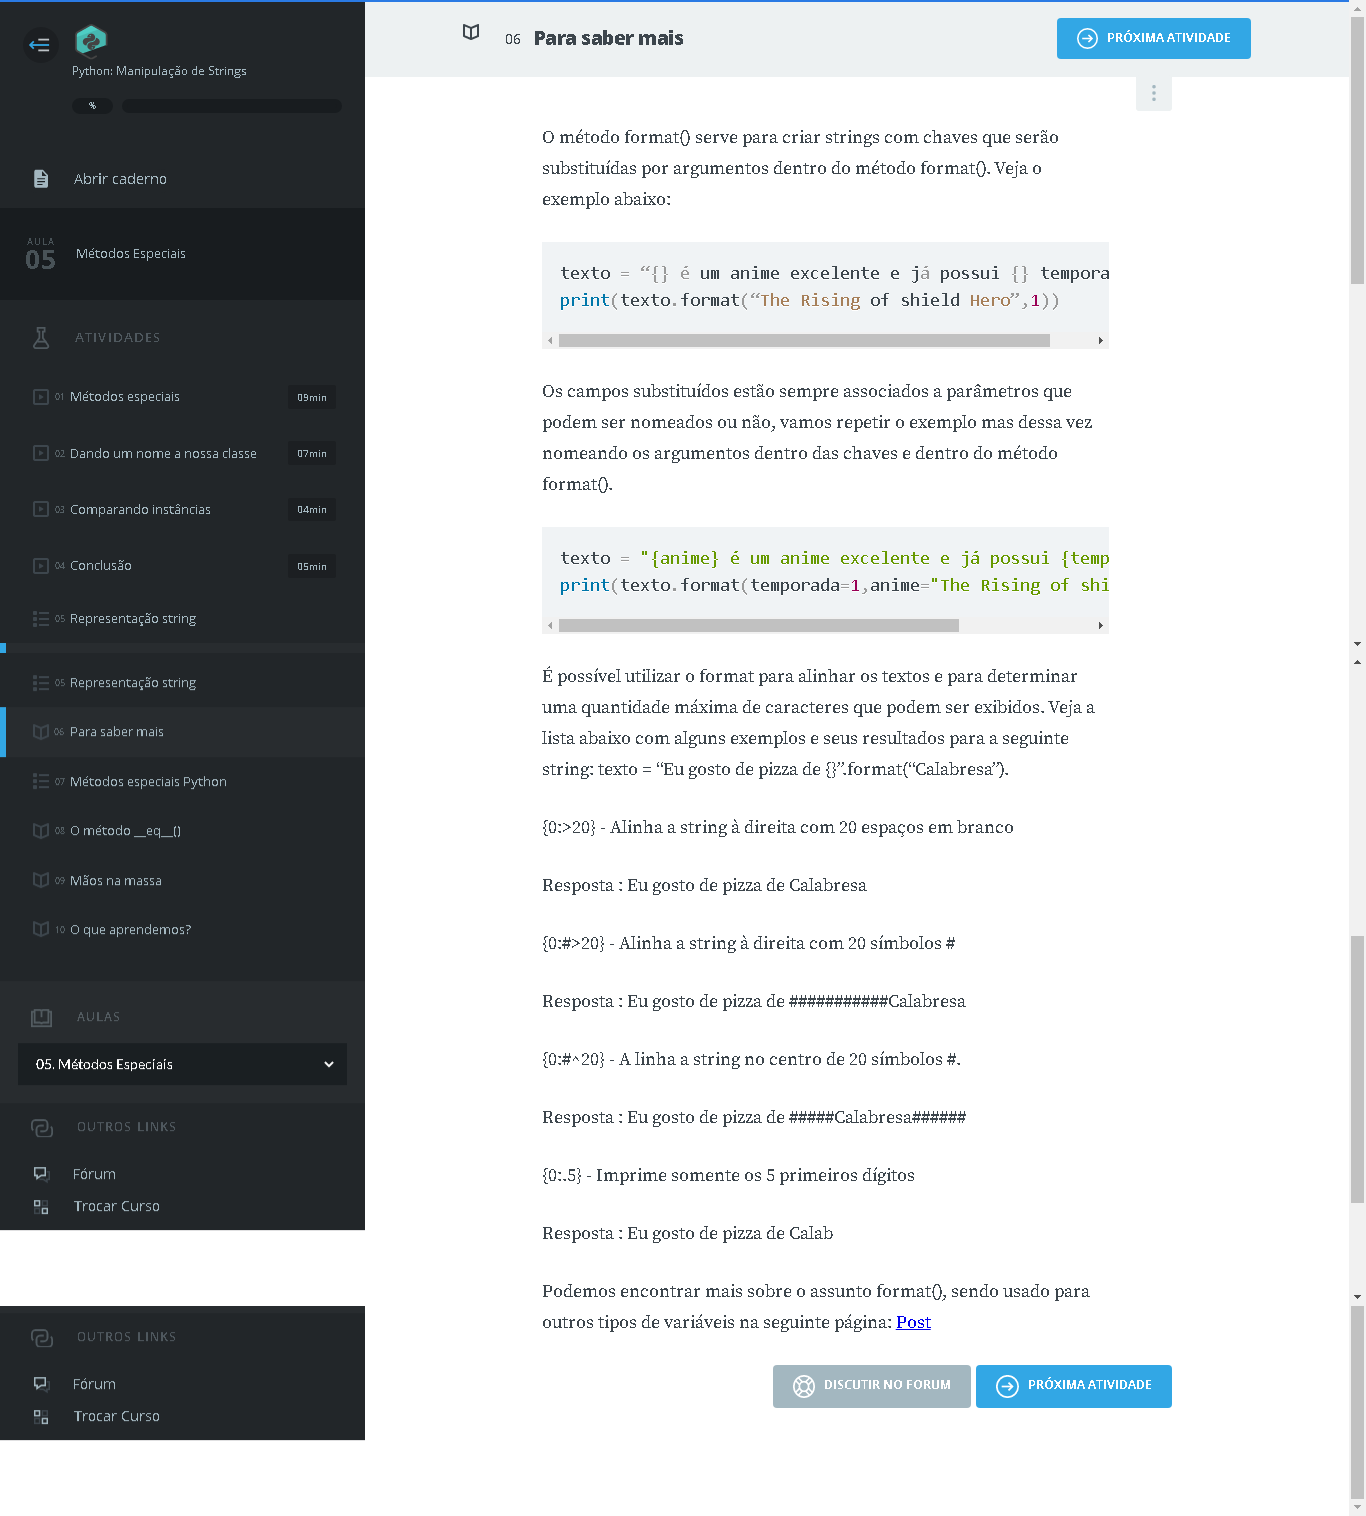 Python: Manipulação de Strings
%
Abrir caderno
AULA
05
Métodos Especiais
ATIVIDADES
01 Métodos especiais 09min
02 Dando um nome a nossa classe 07min
03 Comparando instâncias 04min
04 Conclusão 05min
05 Representação string
05 Representação string
06 Para saber mais
07 Métodos especiais Python
08 O método __eq__()
09 Mãos na massa
10 O que aprendemos?
AULAS
05. Métodos Especiais
OUTROS LINKS
Fórum
Trocar Curso
OUTROS LINKS
Fórum
Trocar Curso
06 Para saber mais
PRÓXIMA ATIVIDADE
O método format() serve para criar strings com chaves que serão
substituídas por argumentos dentro do método format(). Veja o
exemplo abaixo:
texto = “{} é um anime excelente e já possui {} tempora
print(texto.format(“The Rising of shield Hero”,1))
Os campos substituídos estão sempre associados a parâmetros que
podem ser nomeados ou não, vamos repetir o exemplo mas dessa vez
nomeando os argumentos dentro das chaves e dentro do método
format().
texto = "{anime} é um anime excelente e já possui {temp
print(texto.format(temporada=1,anime="The Rising of shi
É possível utilizar o format para alinhar os textos e para determinar
uma quantidade máxima de caracteres que podem ser exibidos. Veja a
lista abaixo com alguns exemplos e seus resultados para a seguinte
string: texto = “Eu gosto de pizza de {}”.format(“Calabresa”).
{0:>20} - Alinha a string à direita com 20 espaços em branco
Resposta : Eu gosto de pizza de Calabresa
{0:#>20} - Alinha a string à direita com 20 símbolos #
Resposta : Eu gosto de pizza de ###########Calabresa
{0:#^20} - A linha a string no centro de 20 símbolos #.
Resposta : Eu gosto de pizza de #####Calabresa######
{0:.5} - Imprime somente os 5 primeiros dígitos
Resposta : Eu gosto de pizza de Calab
Podemos encontrar mais sobre o assunto format(), sendo usado para
outros tipos de variáveis na seguinte página: Post
DISCUTIR NO FORUM
PRÓXIMA ATIVIDADE